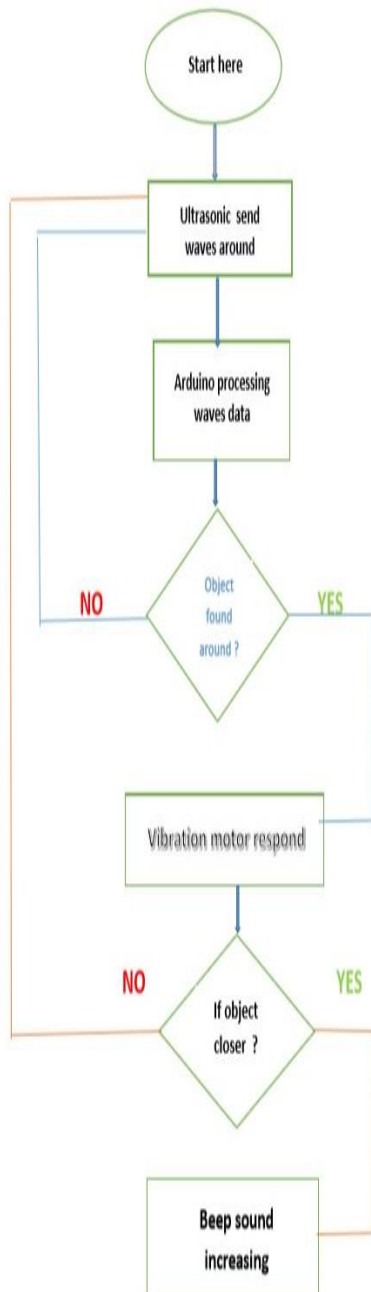 Start here
Ultrasonic send
waves around
Arduino processing
waves data
Object
found
around ?
NO
YES
Vibration motor respond
NO
YES
If object
closer ?
Beep sound
increasing